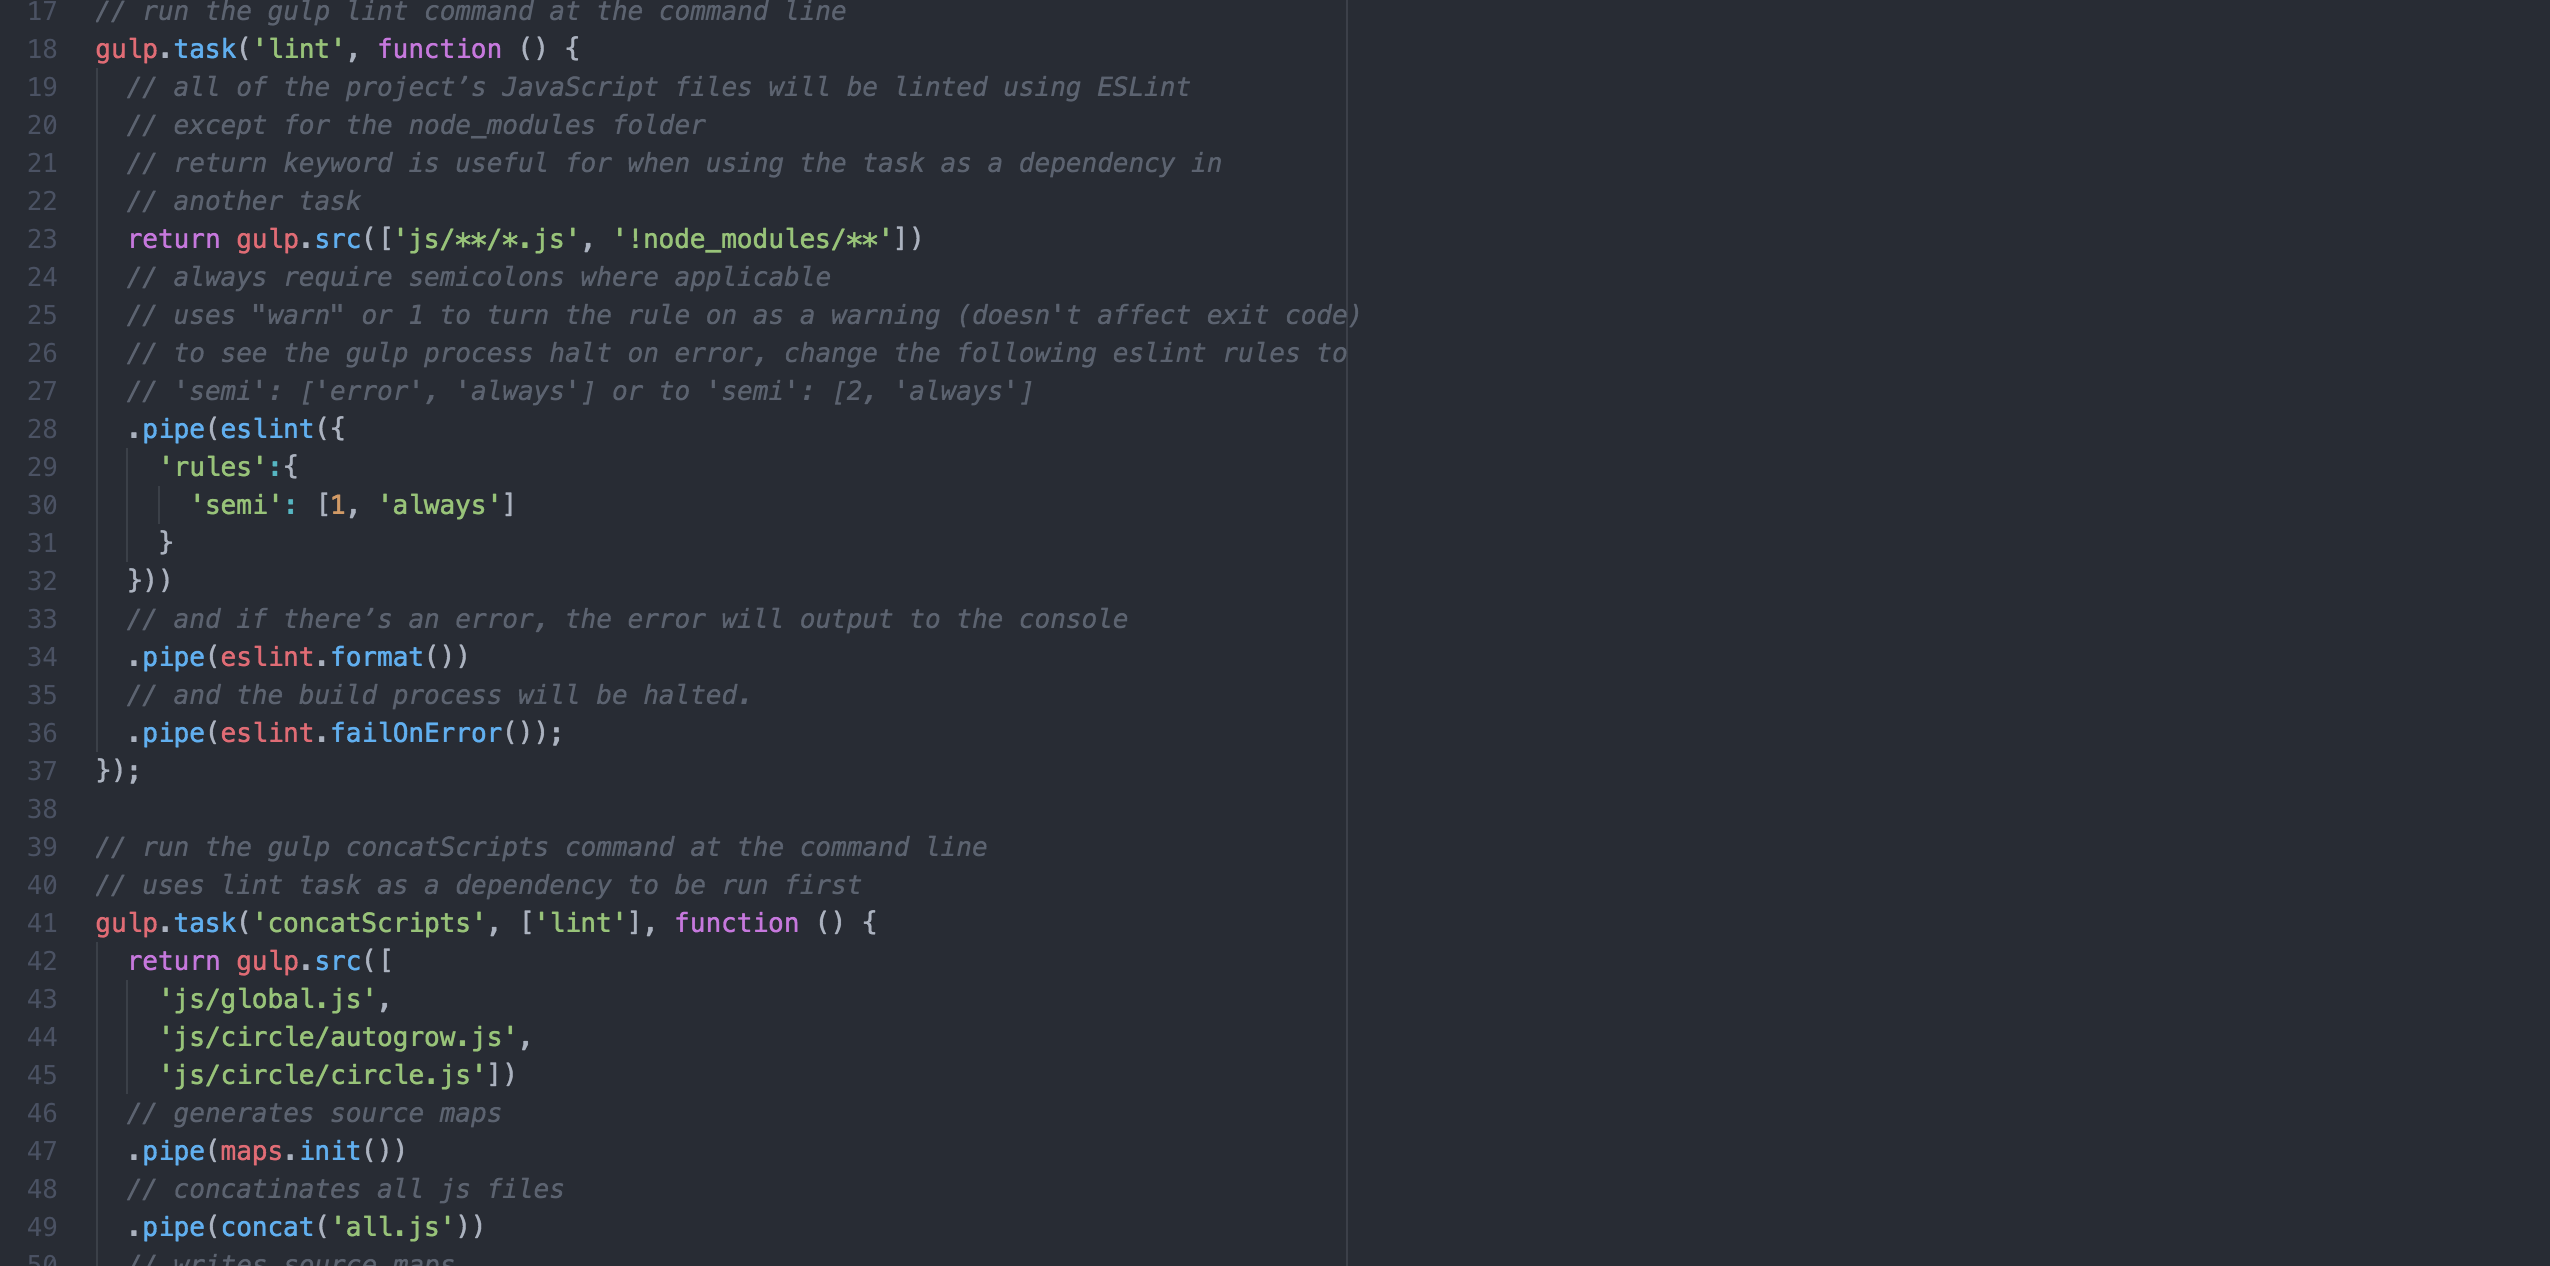 17 // run the gulp lint command at the command line
18 gulp.task('lint', function () {
19 // all of the project’s JavaScript files will be linted using ESLint
20 // except for the node_modules folder
21 // return keyword is useful for when using the task as a dependency in
22 // another task
23 return gulp.src(['js/**/*.js', '!node_modules/**'])
24 // always require semicolons where applicable
25 // uses "warn" or 1 to turn the rule on as a warning (doesn't affect exit code)
26 // to see the gulp process halt on error, change the following eslint rules to
27 // 'semi': ['error', 'always'] or to 'semi': [2, 'always']
28 .pipe(eslint({
29 'rules':{
30 'semi': [1, 'always']
31 }
32 }))
33 // and if there’s an error, the error will output to the console
34 .pipe(eslint.format())
35 // and the build process will be halted.
36 .pipe(eslint.failOnError());
37 });
38
39 // run the gulp concatScripts command at the command line
40 // uses lint task as a dependency to be run first
41 gulp.task('concatScripts', ['lint'], function () {
42 return gulp.src([
43 'js/global.js',
44 'js/circle/autogrow.js',
45 'js/circle/circle.js'])
46 // generates source maps
47 .pipe(maps.init())
48 // concatinates all js files
49 .pipe(concat('all.js'))
50 // writes source maps